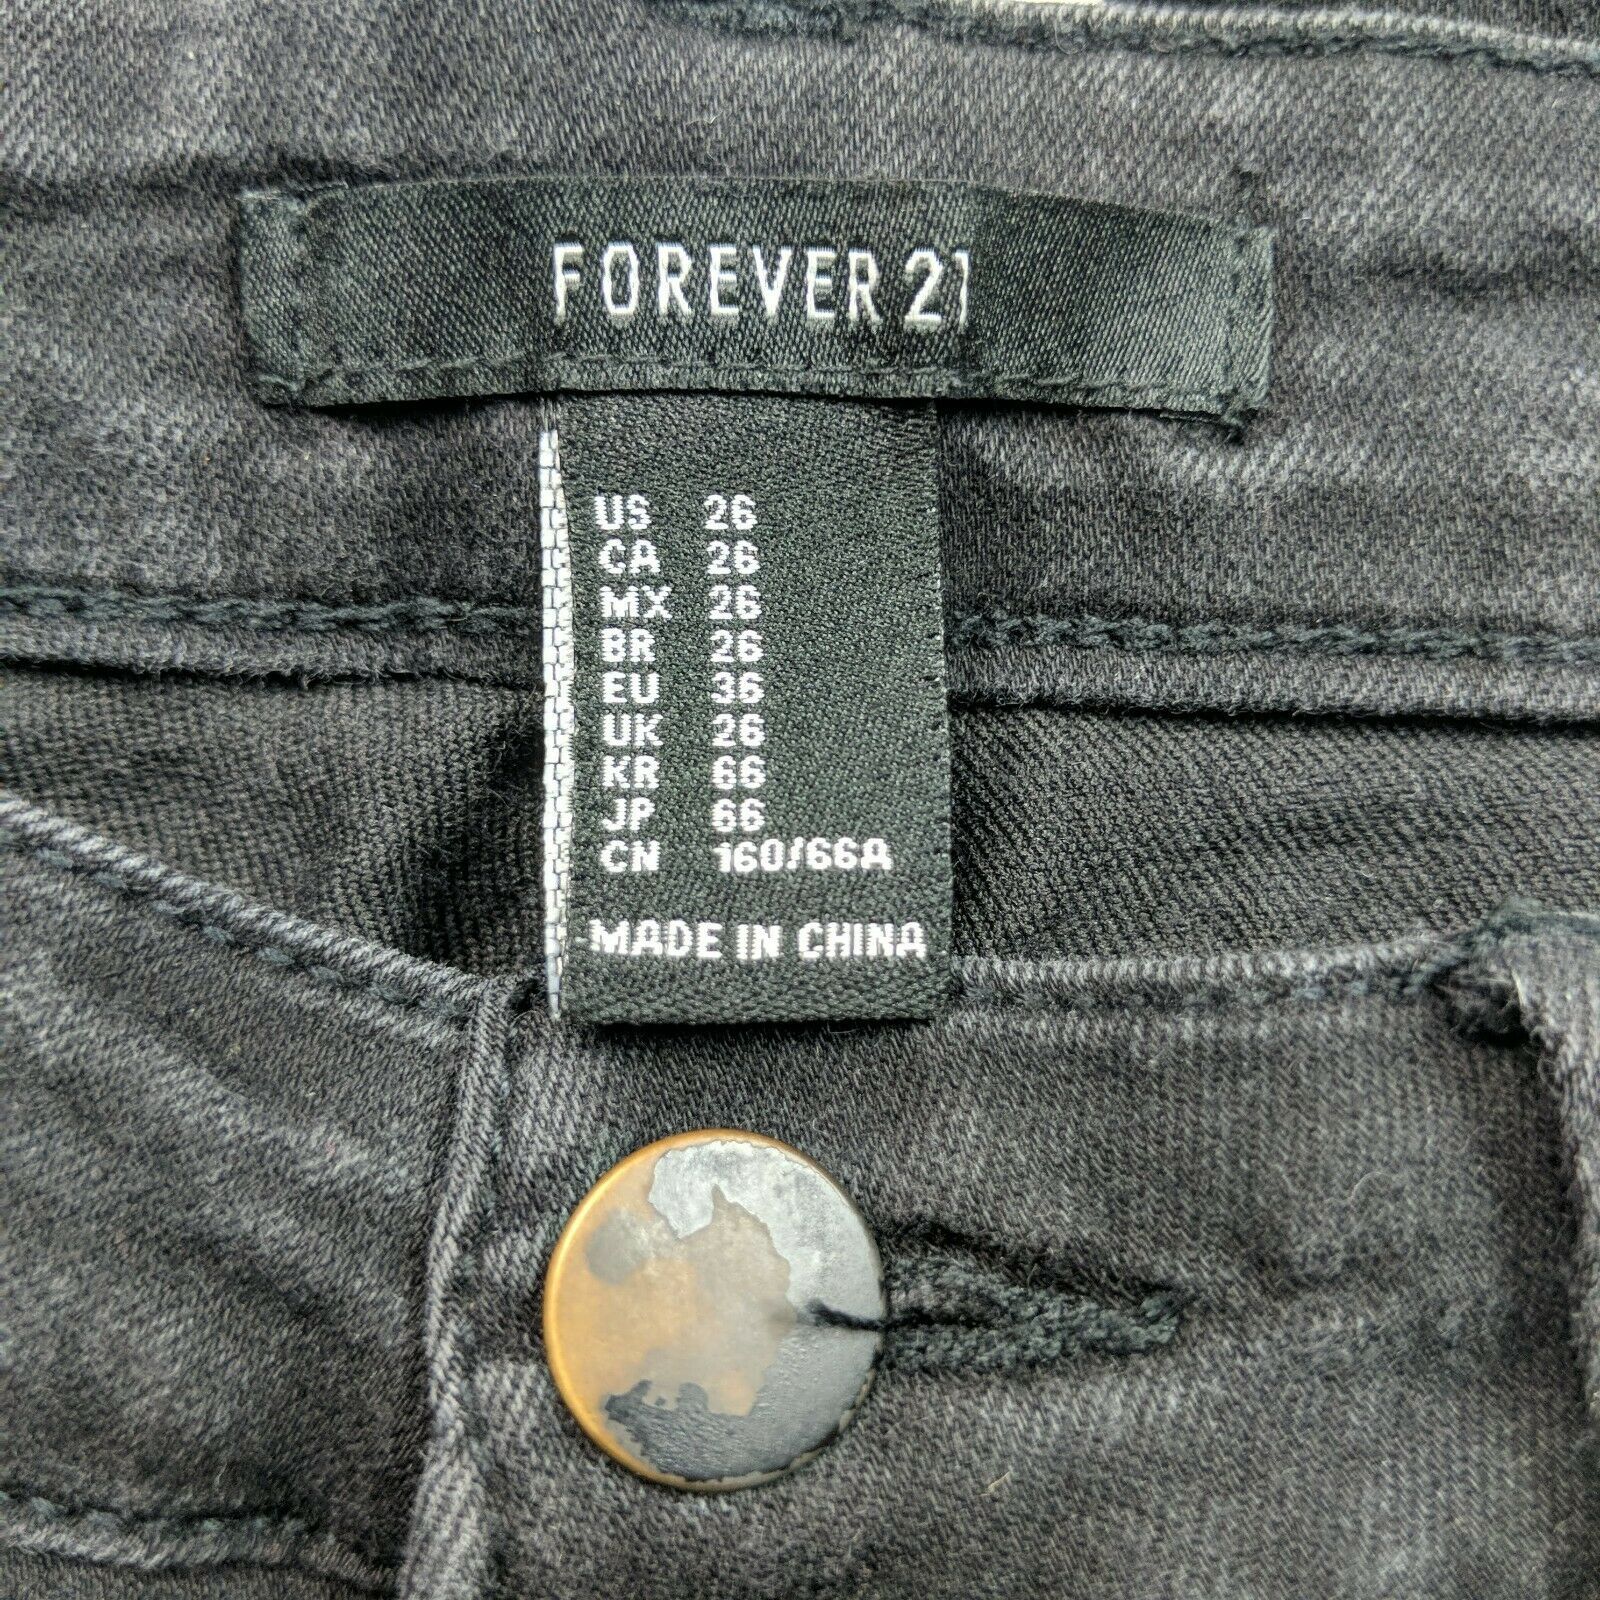 FOREVER 21
US 26
CA 26
MX 26
BR 26
EU 36
UK 26
KR 66
JP 66
CN 160/66A
MADE IN CHINA